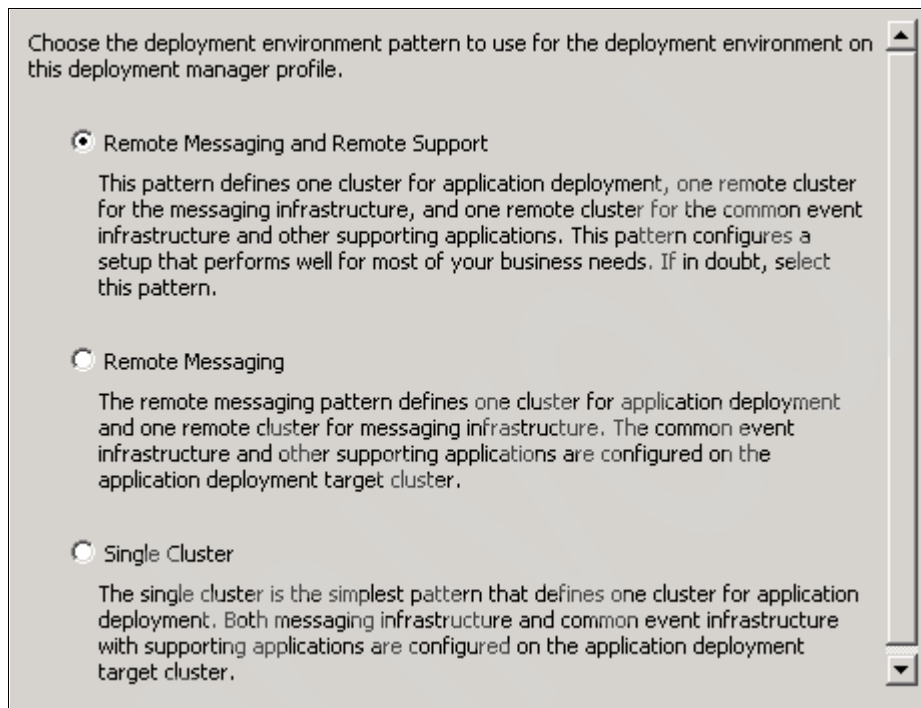 Choose the deployment environment pattern to use for the deployment environment on
this deployment manager profile.
Remote Messaging and Remote Support
This pattern defines one cluster for application deployment, one remote cluster
for the messaging infrastructure, and one remote cluster for the common event
infrastructure and other supporting applications. This pattern configures a
setup that performs well for most of your business needs. If in doubt, select
this pattern.
Remote Messaging
The remote messaging pattern defines one cluster for application deployment
and one remote cluster for messaging infrastructure. The common event
infrastructure and other supporting applications are configured on the
application deployment target cluster.
Single Cluster
The single cluster is the simplest pattern that defines one cluster for application
deployment. Both messaging infrastructure and common event infrastructure
with supporting applications are configured on the application deployment
target cluster.